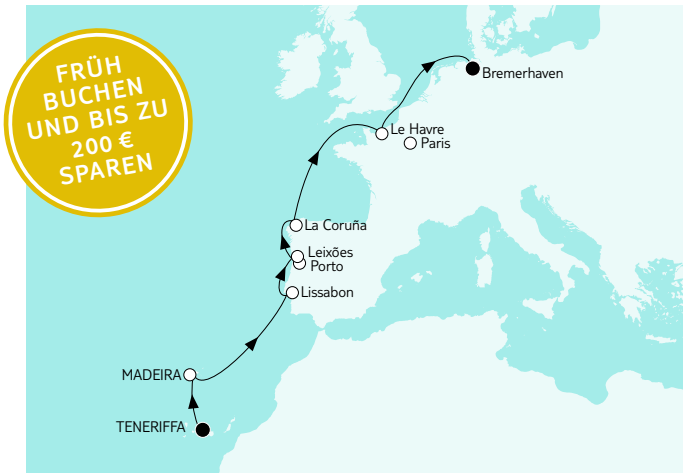 FRÜH
BUCHEN
UND BIS ZU
200 €
SPAREN
Bremerhaven
Le Havre
Paris
La Coruña
Leixões
Porto
Lissabon
MADEIRA
TENERIFFA